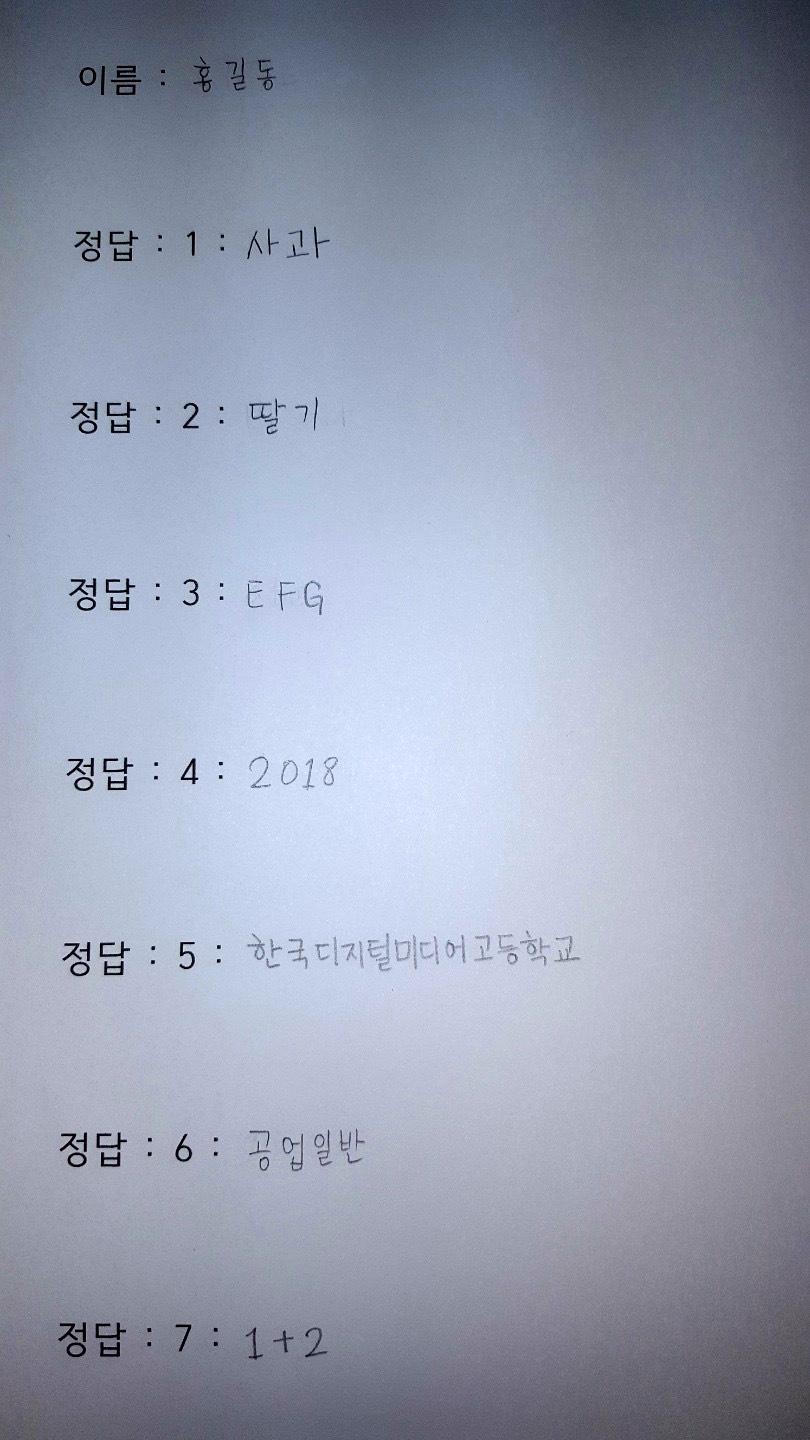 이름 : 홍길동
정답 : 1 : 사과
정답 : 2 : 딸기
정답 : 3 : EFG
정답 : 4 : 2018
정답 : 5 : 한국디지털미디어고등학교
정답 : 6 : 공업일반
정답 : 7 : 1+2